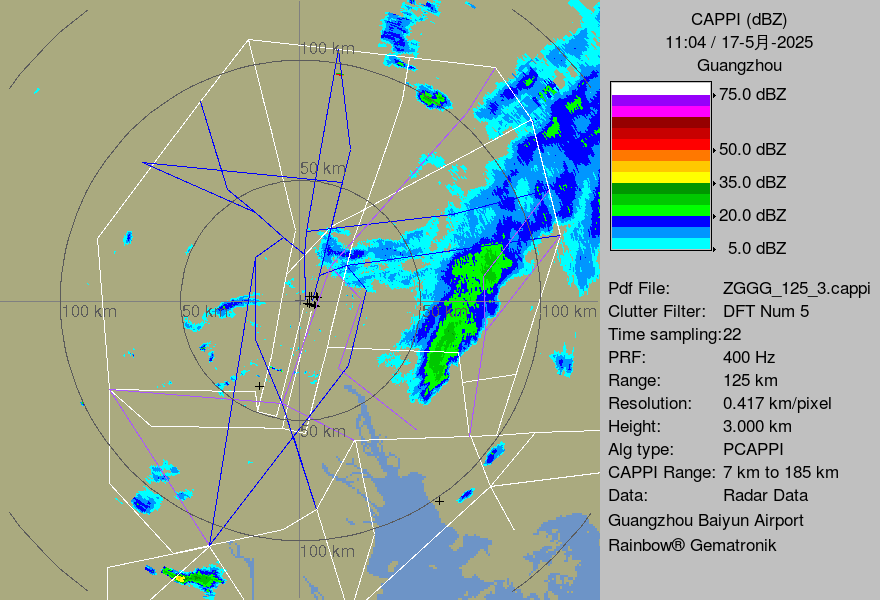 CAPPI (dBZ)
11:04 / 17-5月-2025
Guangzhou
75.0 dBZ
50.0 dBZ
35.0 dBZ
20.0 dBZ
5.0 dBZ
Pdf File: ZGGG_125_3.cappi
Clutter Filter: DFT Num 5
Time sampling:22
PRF: 400 Hz
Range: 125 km
Resolution: 0.417 km/pixel
Height: 3.000 km
Alg type: PCAPPI
CAPPI Range: 7 km to 185 km
Data: Radar Data
Guangzhou Baiyun Airport
Rainbow® Gematronik
100 km
50 km
100 km
50 km
50 km
100 km
50 km
100 km